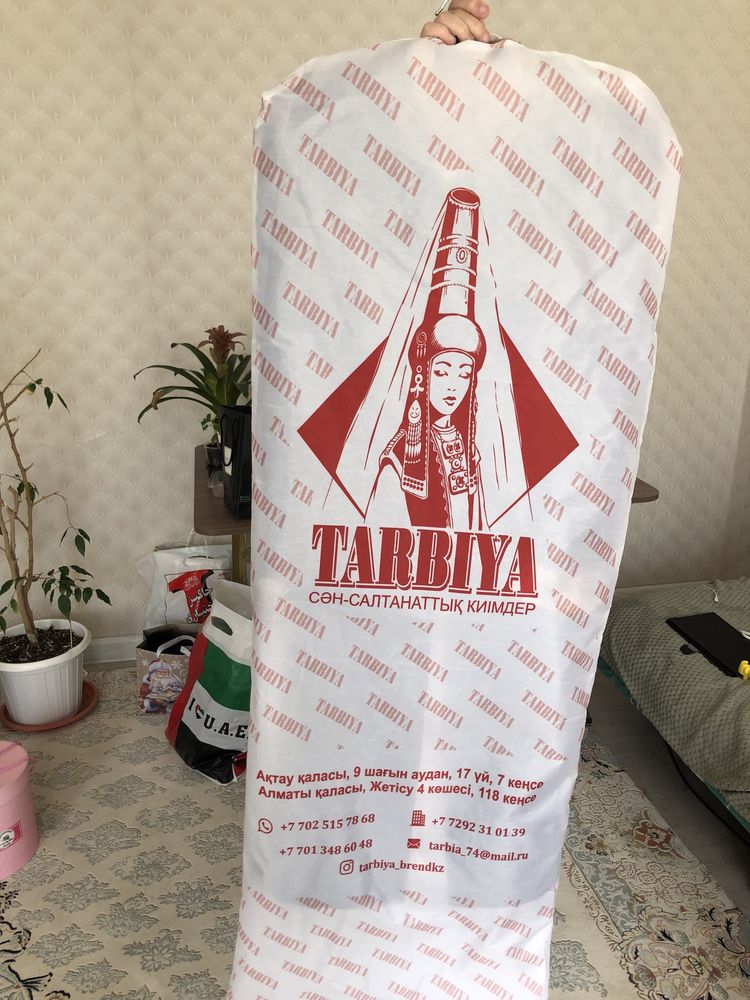 TARBIYA
СӘН-САЛТАНАТТЫҚ КИІМДЕР
Ақтау қаласы, 9 шағын аудан, 17 үй, 7 кеңсе
Алматы қаласы, Жетісу 4 көшесі, 118 кеңсе
+7 702 515 78 68
+7 7292 31 01 39
+7 701 348 60 48
tarbia_74@mail.ru
tarbiya_brendkz
I U.A.E.